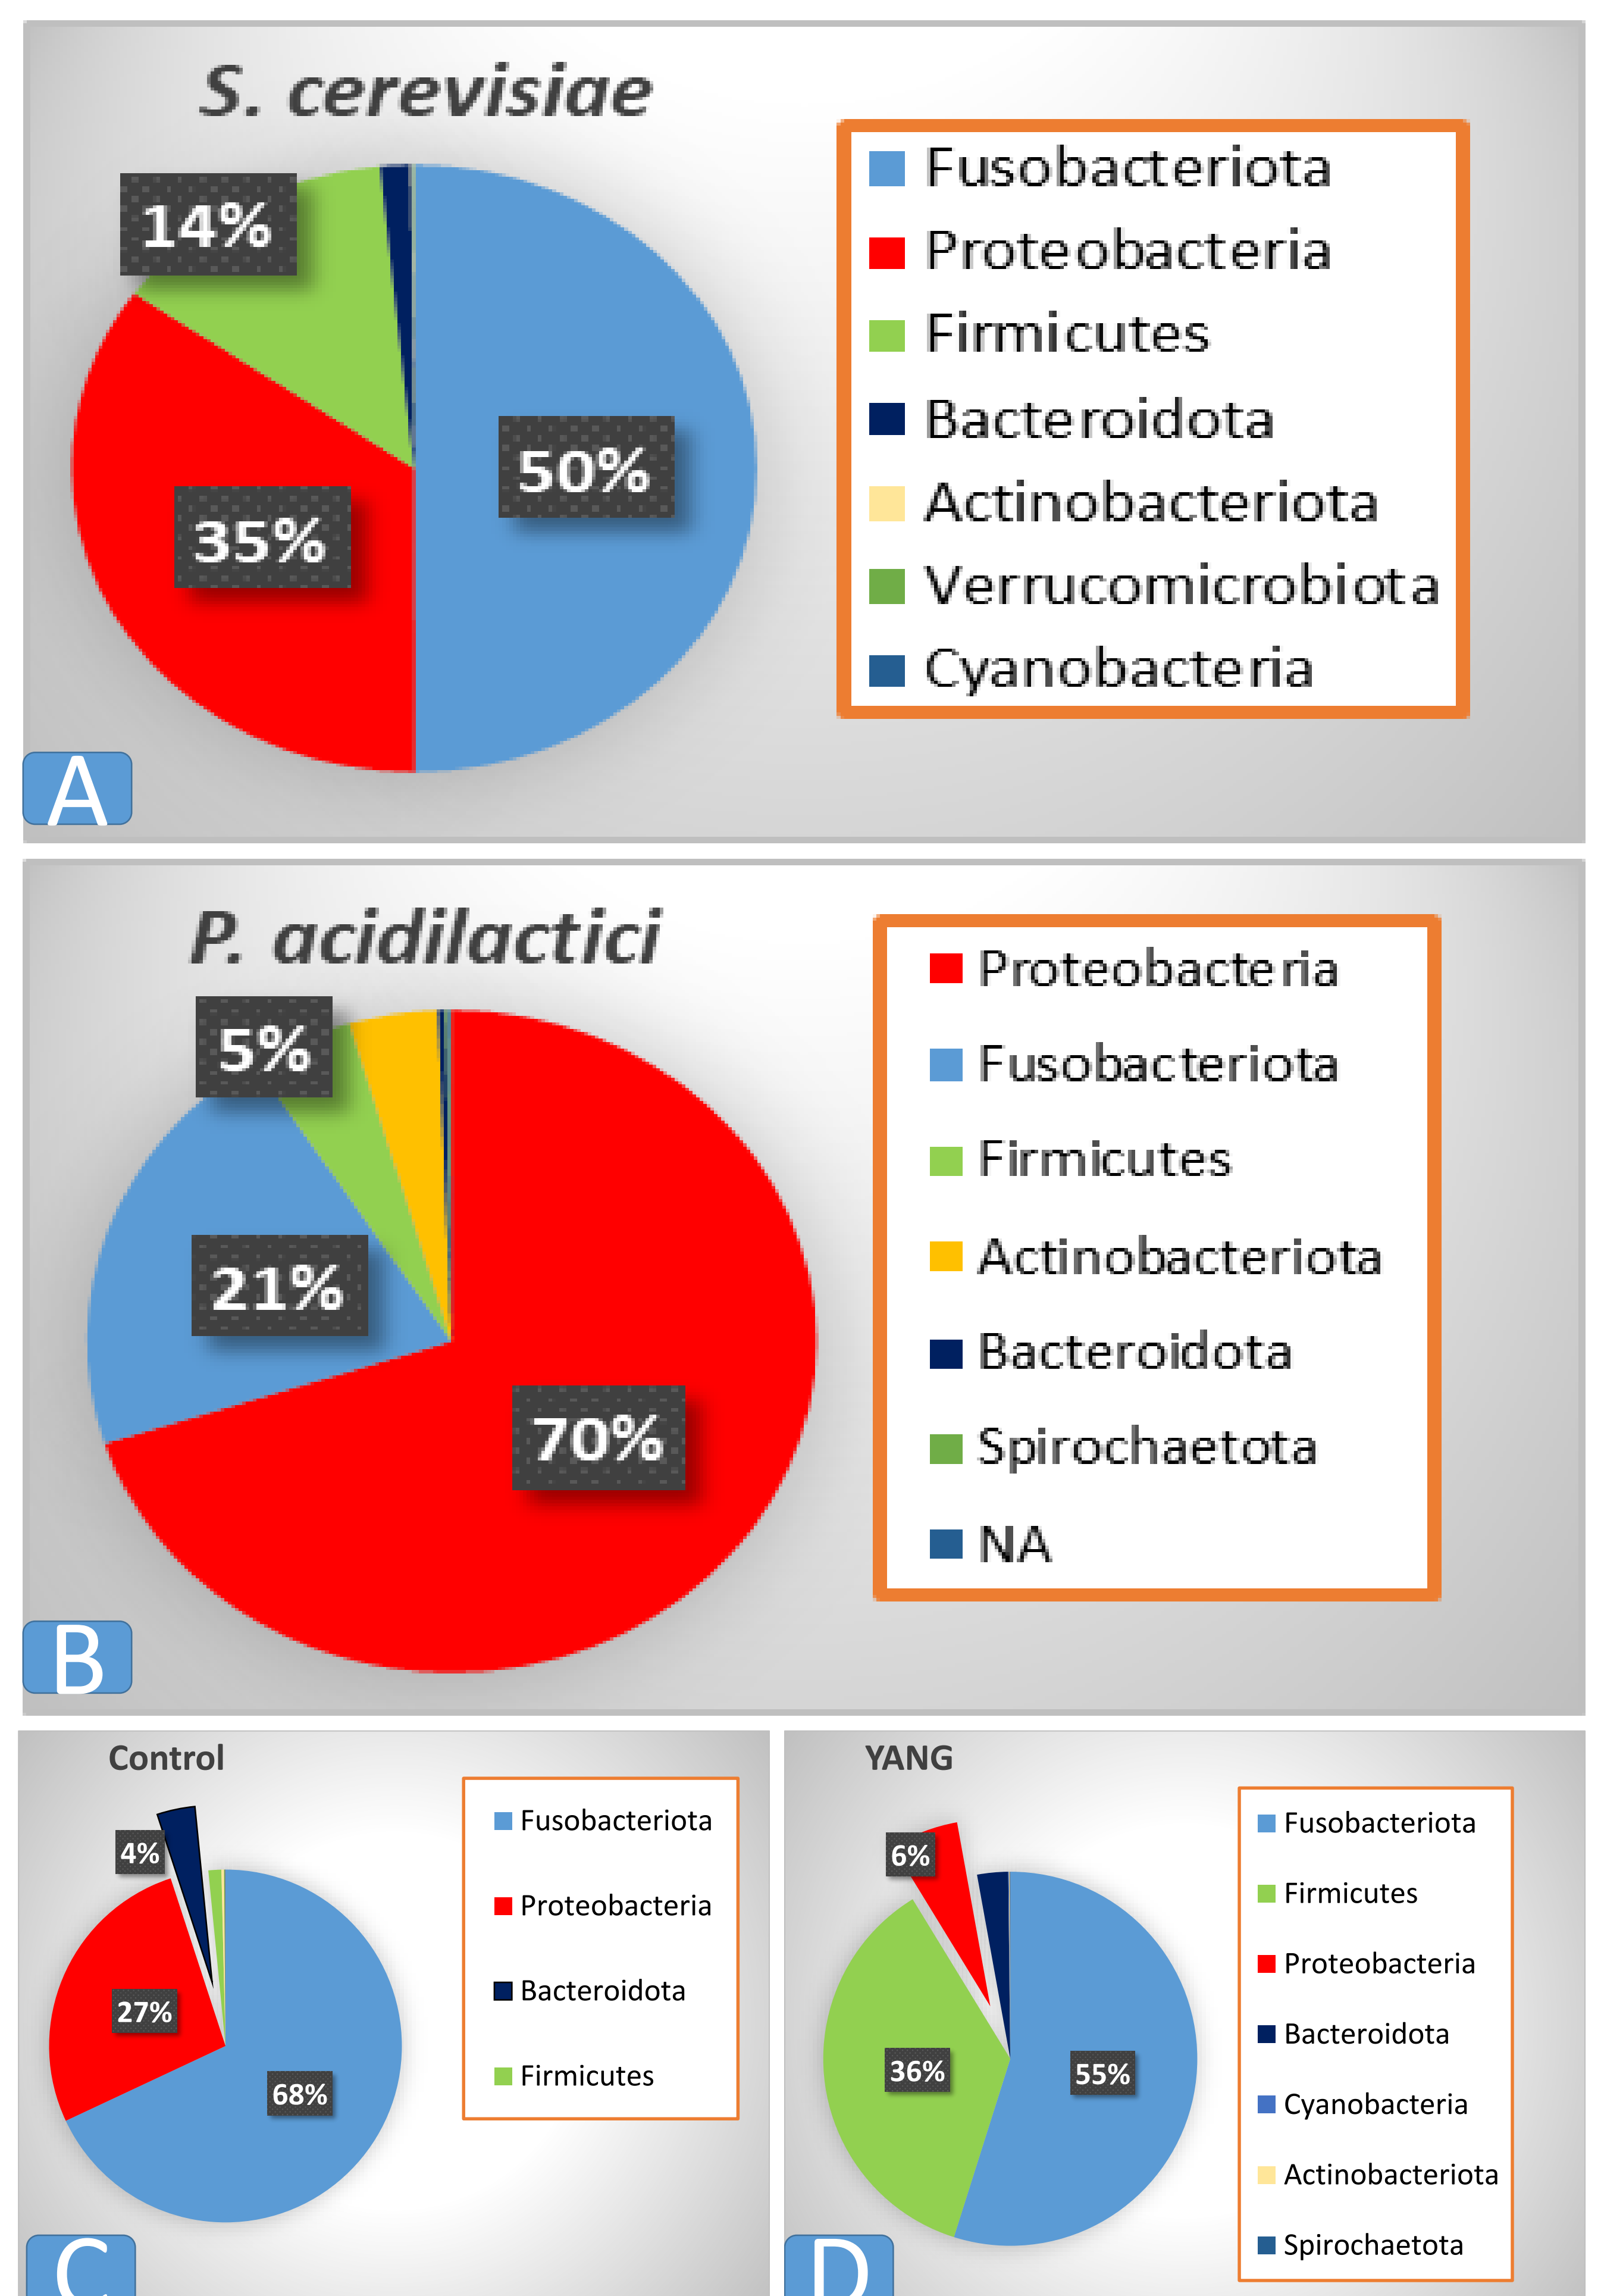 S. cerevisiae
14%
50%
35%
Fusobacteriota
Proteobacteria
Firmicutes
Bacteroidota
Actinobacteriota
Verrucomicrobiota
Cyanobacteria
A
P. acidilactici
5%
21%
70%
Proteobacteria
Fusobacteriota
Firmicutes
Actinobacteriota
Bacteroidota
Spirochaetota
NA
B
Control
4%
27%
68%
Fusobacteriota
Proteobacteria
Bacteroidota
Firmicutes
C
YANG
6%
36%
55%
Fusobacteriota
Firmicutes
Proteobacteria
Bacteroidota
Cyanobacteria
Actinobacteriota
Spirochaetota
D